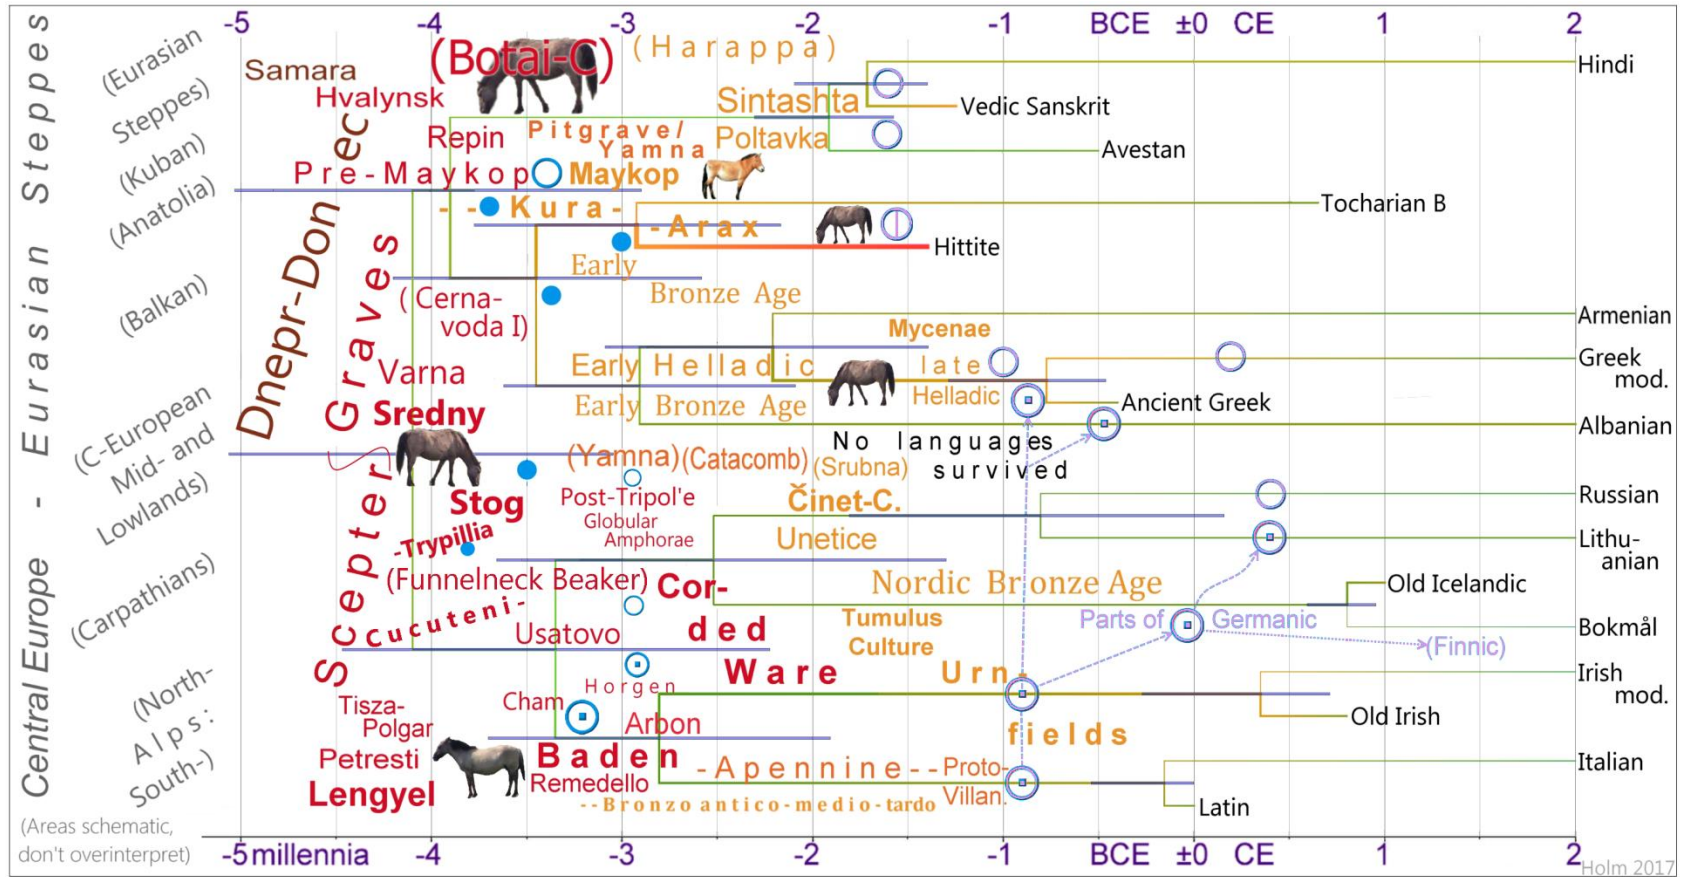 -5 -4 -3 -2 -1 BCE ±0 CE 1 2
Central Europe - Eurasian Steppes
(Eurasian
Steppes)
(Kuban)
(Anatolia)
(Balkan)
(C-European
Mid- and
Lowlands)
(Carpathians)
(North-
Alps:
South-)
(Areas schematic,
don't overinterpret)
Samara
Hvalynsk
(Botai-C)
(Harappa)
Hindi
Sintashta
Vedic Sanskrit
Dnepr-Donec
Repin
Pitgrave/
Yamna
Poltavka
Avestan
Pre-Maykop
Maykop
Tocharian B
--Kura-
-Arax
Hittite
Early
Bronze Age
(Cerna-
voda I)
Scepter Graves
Armenian
Mycenae
Varna
Early Helladic
late
Helladic
Greek
mod.
Sredny
Early Bronze Age
Ancient Greek
Albanian
No languages
survived
(Yamna)
(Catacomb)
(Srubna)
Stog
Post-Tripol'e
Globular
Amphorae
Činet-C.
Russian
-Trypillia
Unetice
Lithu-
anian
(Funnelneck Beaker)
Cor-
ded
Ware
Nordic Bronze Age
Old Icelandic
Cucuteni-
Usatovo
Tumulus
Culture
Parts of Germanic
Bokmål
(Finnic)
Horgen
Urn
fields
Irish
mod.
Tisza-
Polgar
Cham
Arbon
Old Irish
Petresti
Baden
-Apennine--
Proto-
Villan.
Italian
Lengyel
Remedello
--Bronzo antico-medio-tardo
Latin
-5 millennia -4 -3 -2 -1 BCE ±0 CE 1 2
Holm 2017